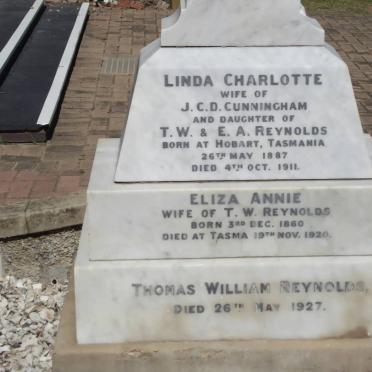 LINDA CHARLOTTE
WIFE OF
J.C.D. CUNNINGHAM
AND DAUGHTER OF
T.W. & E.A. REYNOLDS
BORN AT HOBART, TASMANIA
26TH MAY 1887
DIED 4TH OCT. 1911.
ELIZA ANNIE
WIFE OF T.W. REYNOLDS
BORN 3RD DEC. 1860
DIED AT TASMA 19TH NOV. 1920.
THOMAS WILLIAM REYNOLDS,
DIED 26TH MAY 1927.